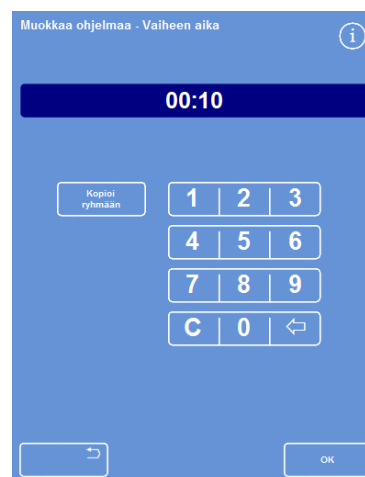 Muokkaa ohjelmaa - Vaiheen aika
i
00:10
Kopioi
ryhmään
1 2 3
4 5 6
7 8 9
C 0
OK